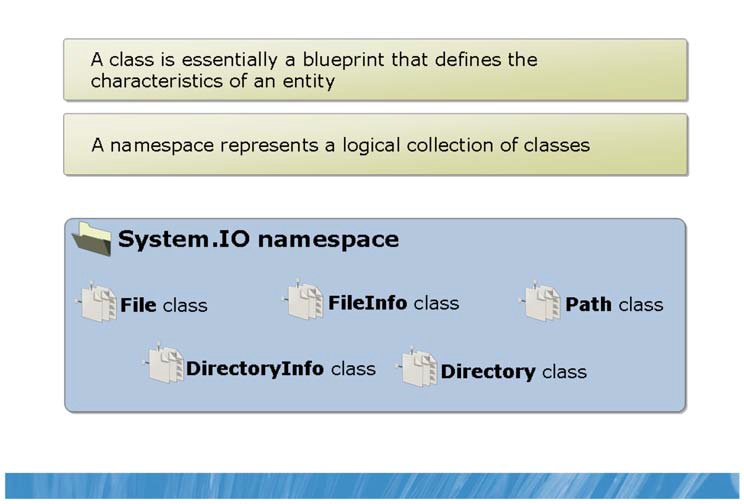 A class is essentially a blueprint that defines the
characteristics of an entity
A namespace represents a logical collection of classes
System.IO namespace
File class
FileInfo class
Path class
DirectoryInfo class
Directory class